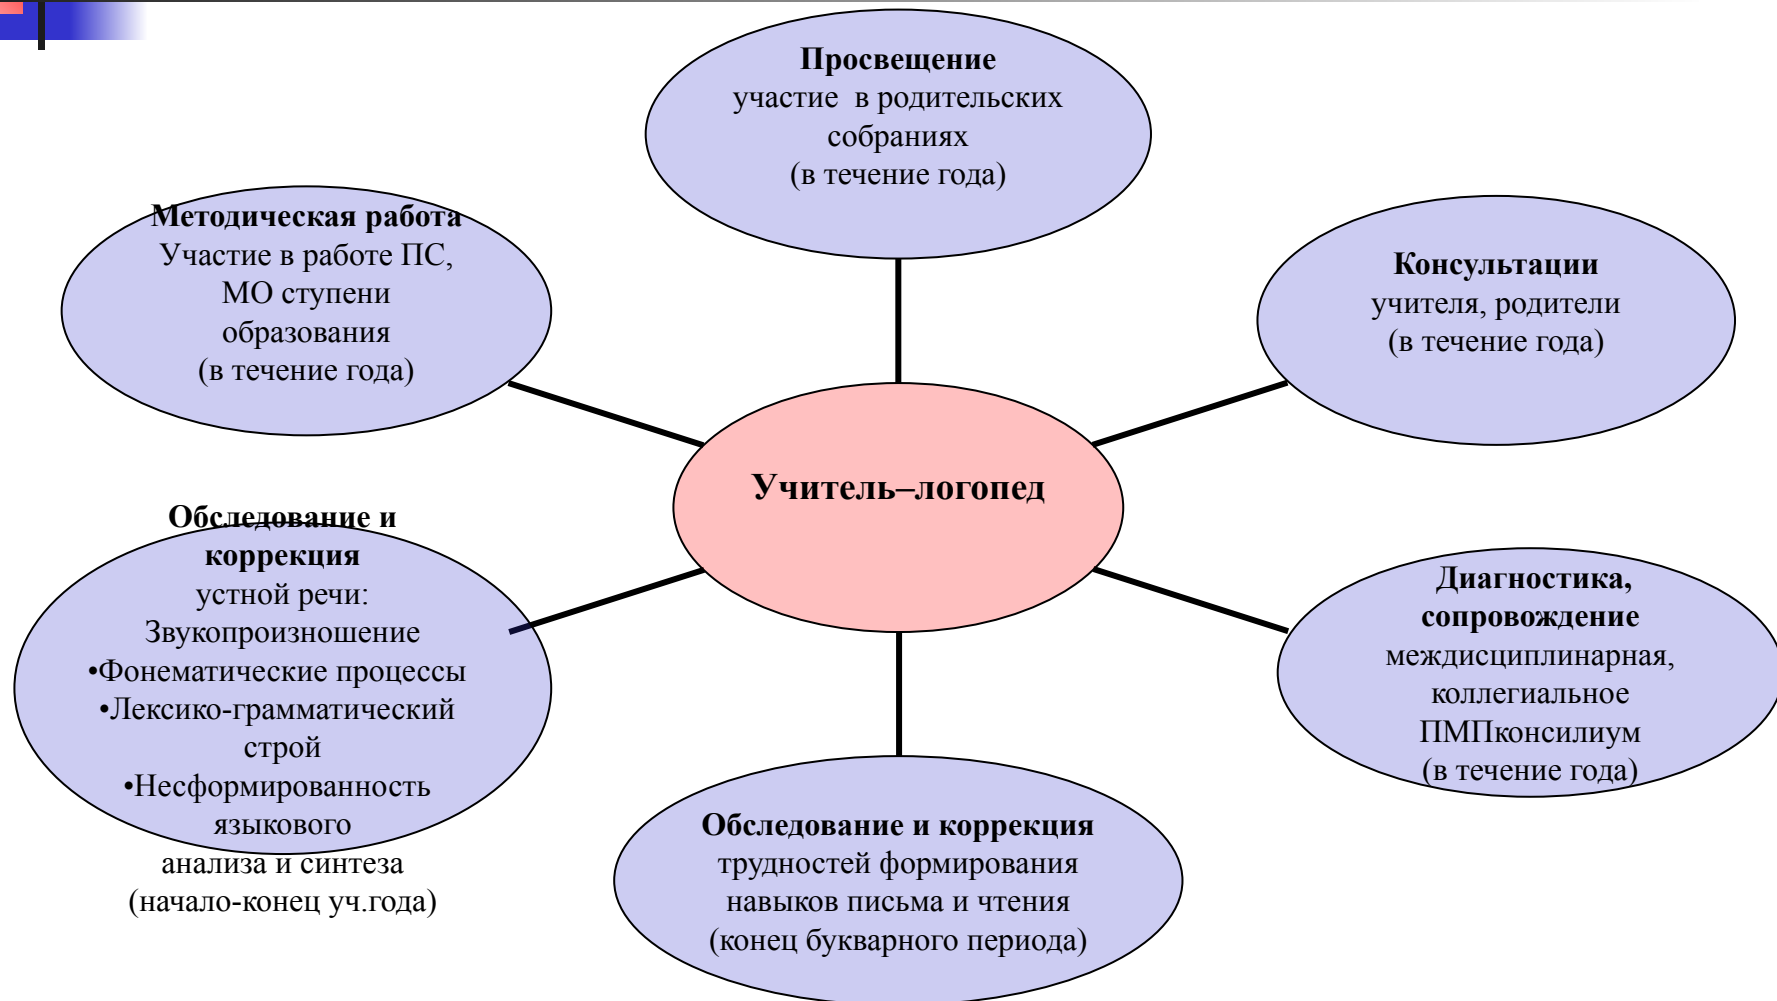 Просвещение
участие в родительских
собраниях
(в течение года)
Методическая работа
Участие в работе ПС,
МО ступени
образования
(в течение года)
Консультации
учителя, родители
(в течение года)
Учитель–логопед
Обследование и
коррекция
устной речи:
Звукопроизношение
•Фонематические процессы
•Лексико-грамматический
строй
•Несформированность
языкового
анализа и синтеза
(начало-конец уч.года)
Диагностика,
сопровождение
междисциплинарная,
коллегиальное
ПМПконсилиум
(в течение года)
Обследование и коррекция
трудностей формирования
навыков письма и чтения
(конец букварного периода)